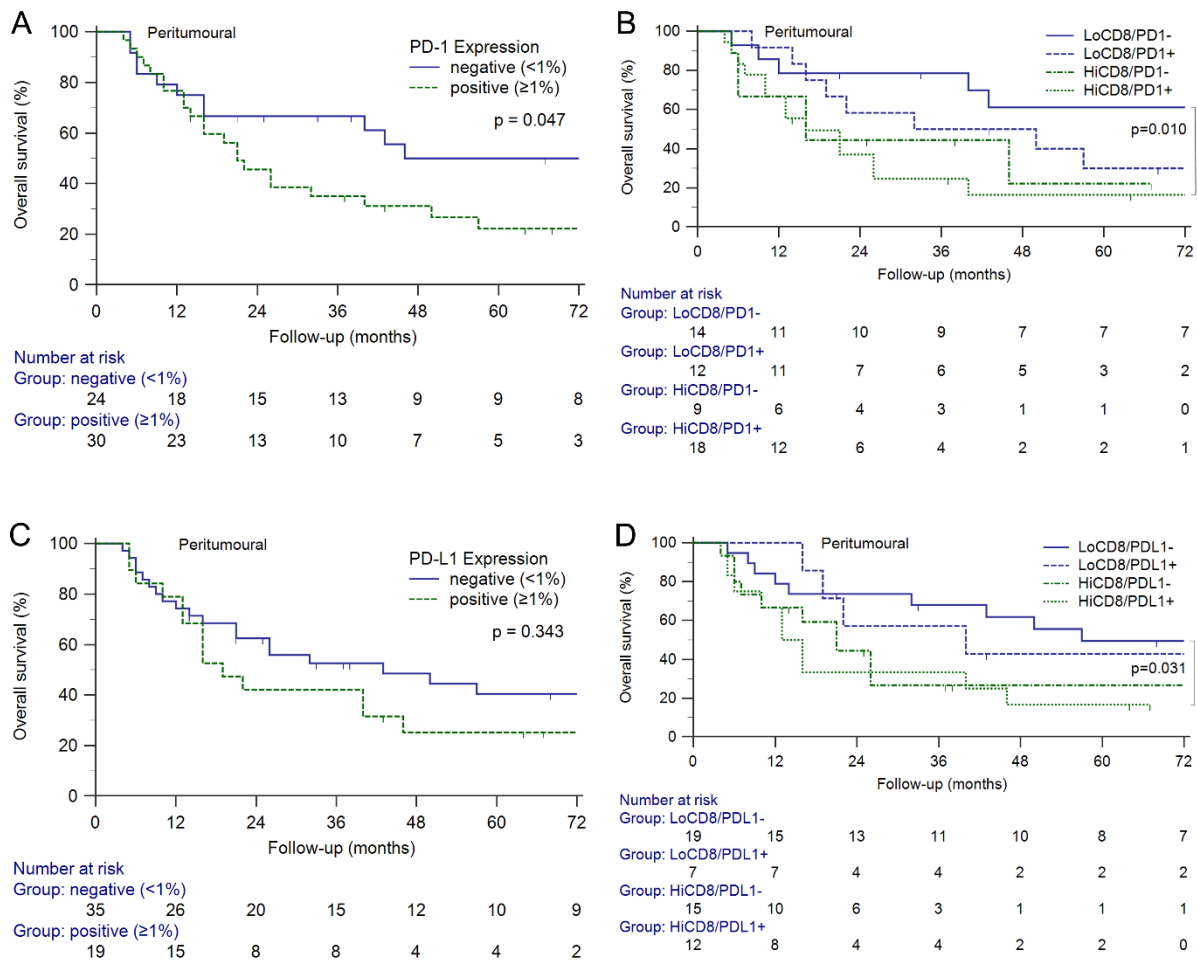 A
Peritumoural
PD-1 Expression
negative (<1%)
positive (≥1%)
p = 0.047
Overall survival (%)
100
80
60
40
20
0
0 12 24 36 48 60 72
Follow-up (months)
Number at risk
Group: negative (<1%)
24 18 15 13 9 9 8
Group: positive (≥1%)
30 23 13 10 7 5 3
B
Peritumoural
LoCD8/PD1-
LoCD8/PD1+
HiCD8/PD1-
HiCD8/PD1+
p=0.010
Overall survival (%)
100
80
60
40
20
0
0 12 24 36 48 60 72
Follow-up (months)
Number at risk
Group: LoCD8/PD1-
14 11 10 9 7 7 7
Group: LoCD8/PD1+
12 11 7 6 5 3 2
Group: HiCD8/PD1-
9 6 4 3 1 1 0
Group: HiCD8/PD1+
18 12 6 4 2 2 1
C
Peritumoural
PD-L1 Expression
negative (<1%)
positive (≥1%)
p = 0.343
Overall survival (%)
100
80
60
40
20
0
0 12 24 36 48 60 72
Follow-up (months)
Number at risk
Group: negative (<1%)
35 26 20 15 12 10 9
Group: positive (≥1%)
19 15 8 8 4 4 2
D
Peritumoural
LoCD8/PDL1-
LoCD8/PDL1+
HiCD8/PDL1-
HiCD8/PDL1+
p=0.031
Overall survival (%)
100
80
60
40
20
0
0 12 24 36 48 60 72
Follow-up (months)
Number at risk
Group: LoCD8/PDL1-
19 15 13 11 10 8 7
Group: LoCD8/PDL1+
7 7 4 4 2 2 2
Group: HiCD8/PDL1-
15 10 6 3 1 1 1
Group: HiCD8/PDL1+
12 8 4 4 2 2 0